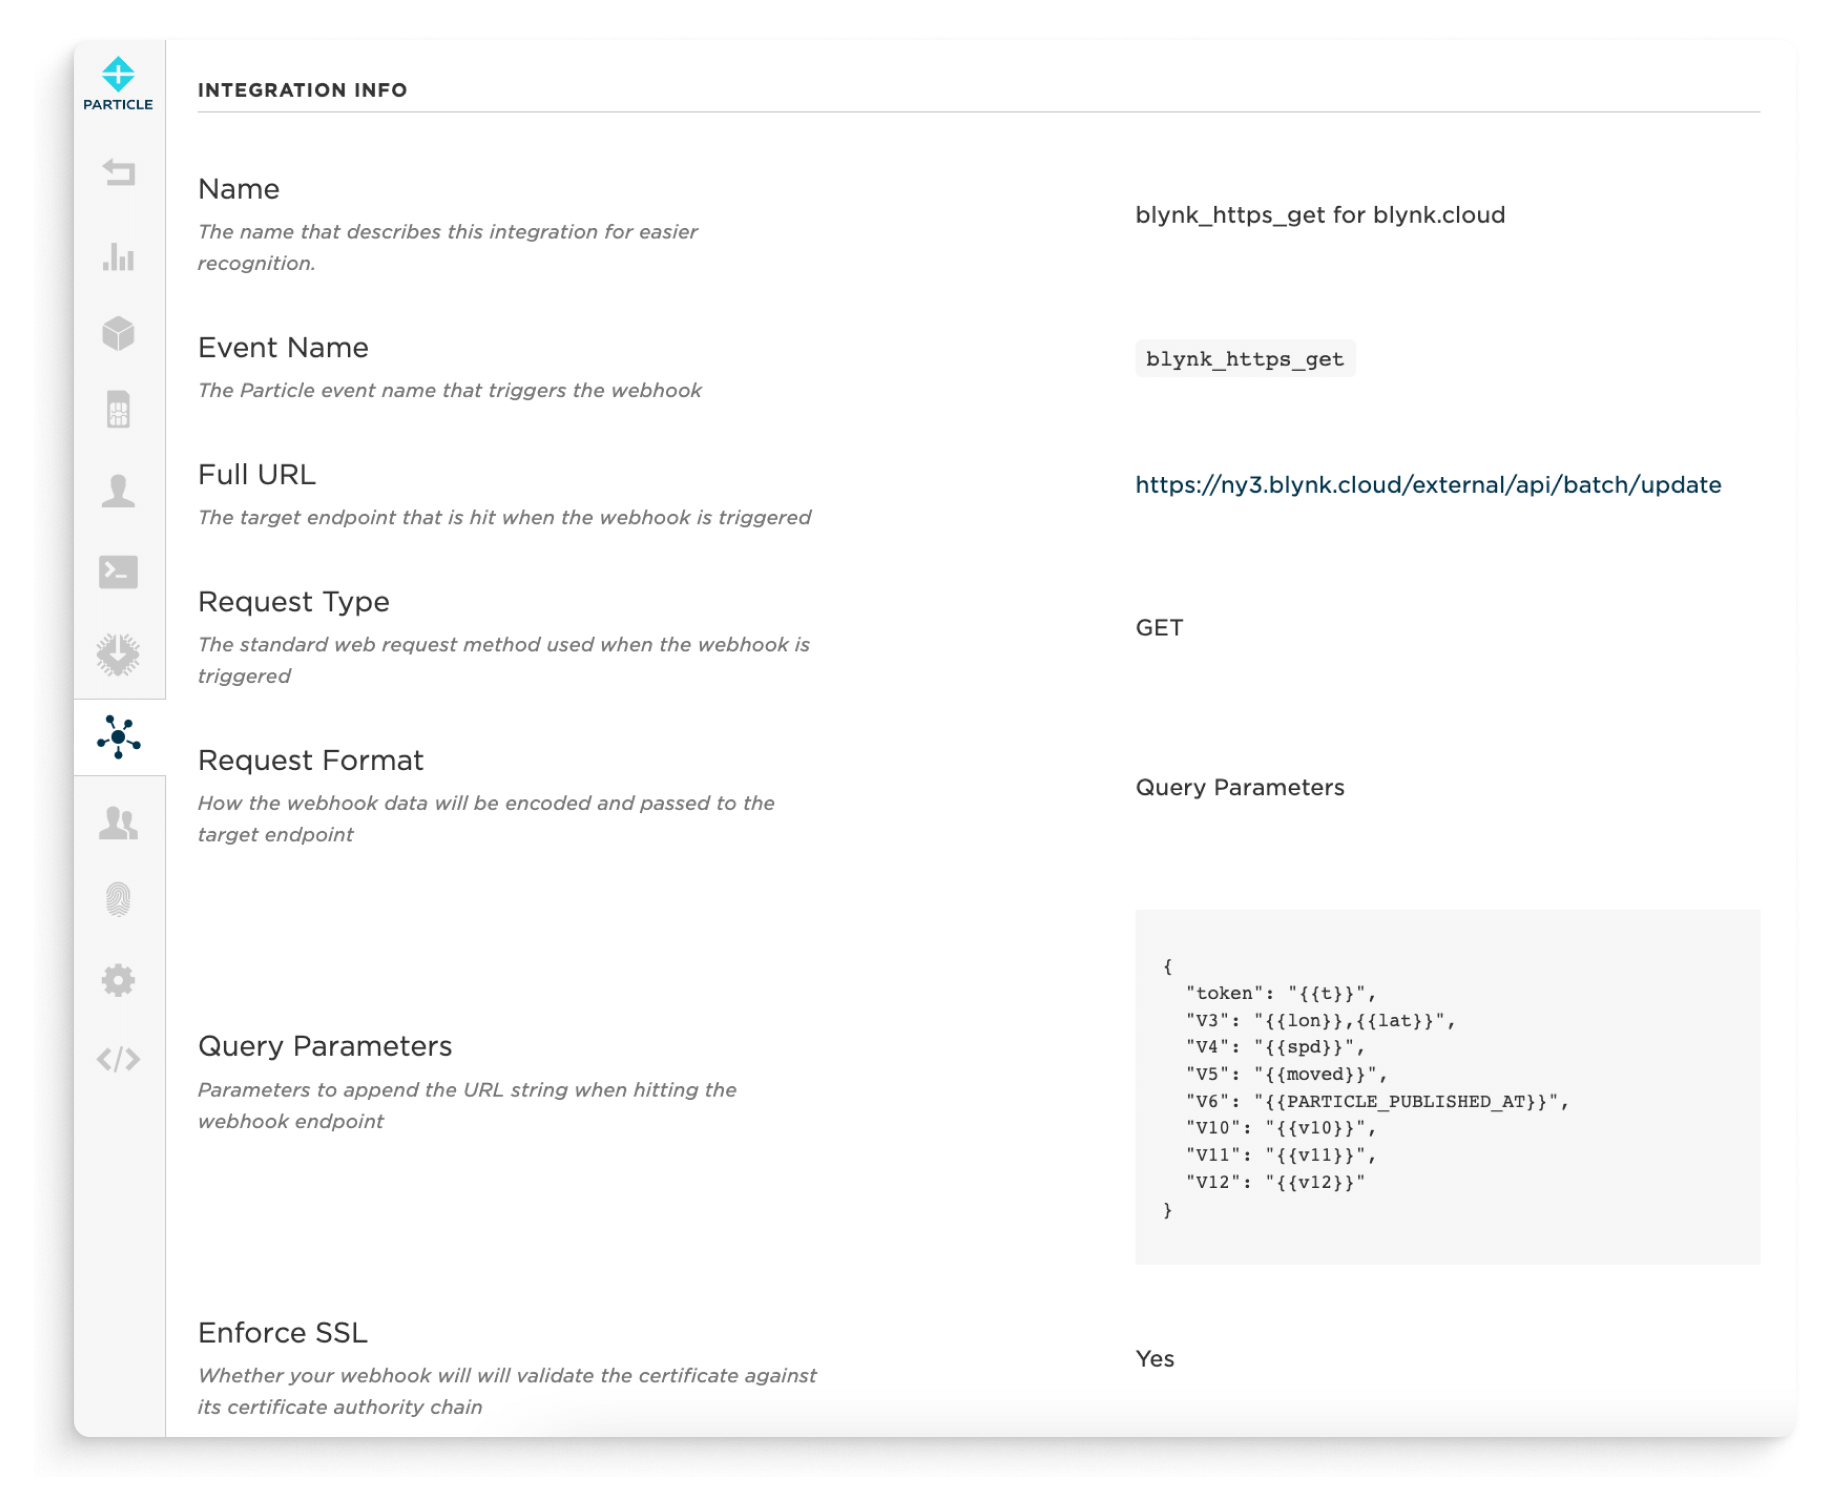 PARTICLE
INTEGRATION INFO
Name
The name that describes this integration for easier
recognition.
blynk_https_get for blynk.cloud
Event Name
The Particle event name that triggers the webhook
blynk_https_get
Full URL
The target endpoint that is hit when the webhook is triggered
https://ny3.blynk.cloud/external/api/batch/update
Request Type
The standard web request method used when the webhook is
triggered
GET
Request Format
How the webhook data will be encoded and passed to the
target endpoint
Query Parameters
Query Parameters
Parameters to append the URL string when hitting the
webhook endpoint
{
  "token": "{{t}}",
  "V3": "{{lon}},{{lat}}",
  "V4": "{{spd}}",
  "V5": "{{moved}}",
  "V6": "{{PARTICLE_PUBLISHED_AT}}",
  "V10": "{{v10}}",
  "V11": "{{v11}}",
  "V12": "{{v12}}"
}
Enforce SSL
Whether your webhook will will validate the certificate against
its certificate authority chain
Yes